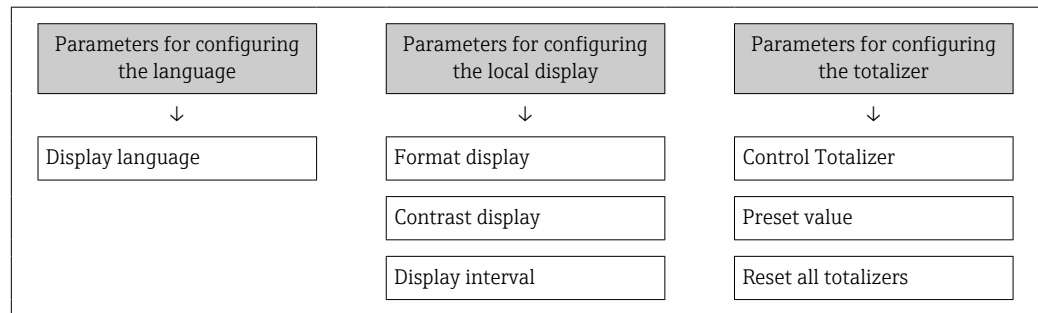 Parameters for configuring
the language
↓
Display language
Parameters for configuring
the local display
↓
Format display
Contrast display
Display interval
Parameters for configuring
the totalizer
↓
Control Totalizer
Preset value
Reset all totalizers